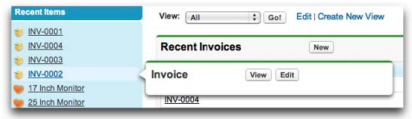 Recent Items
INV-0001
INV-0004
INV-0003
INV-0002
17 Inch Monitor
25 Inch Monitor
View: All Go! Edit | Create New View
Recent Invoices New
Invoice View Edit
INV-0004